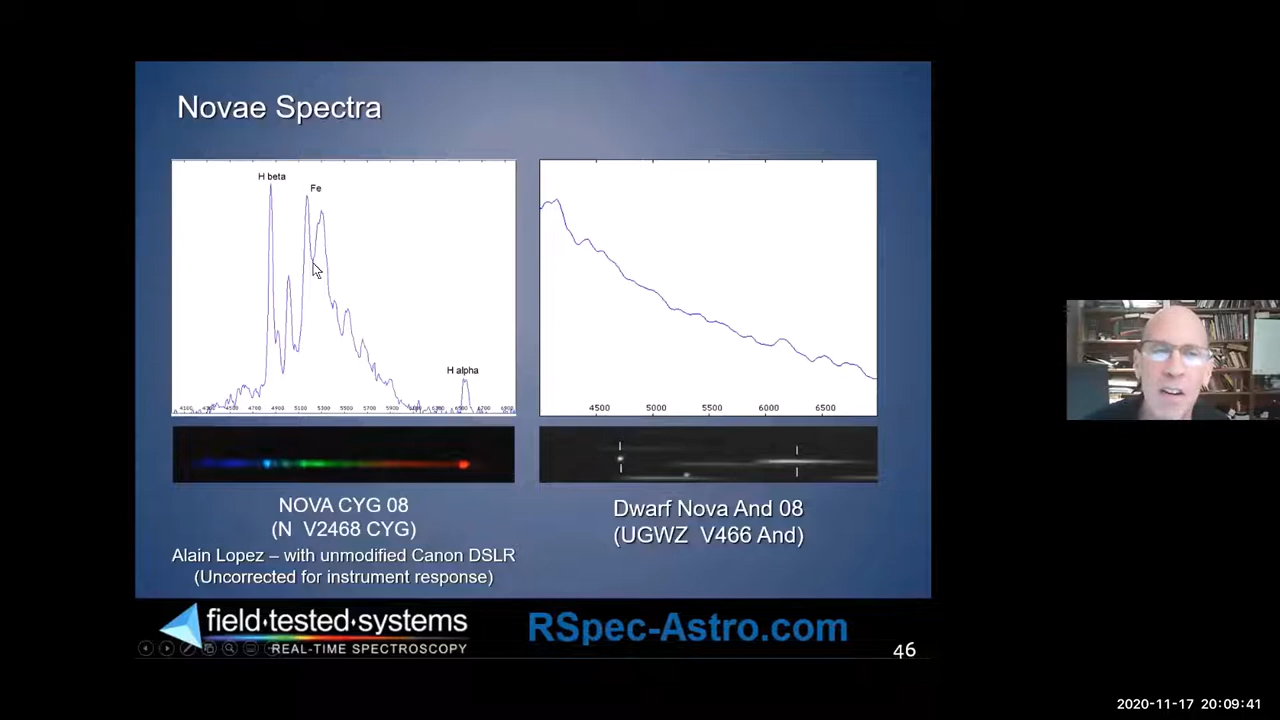 Novae Spectra
H beta
Fe
H alpha
4500 5000 5500 6000 6500
NOVA CYG 08
(N V2468 CYG)
Alain Lopez – with unmodified Canon DSLR
(Uncorrected for instrument response)
Dwarf Nova And 08
(UGWZ V466 And)
field·tested·systems
REAL-TIME SPECTROSCOPY
RSpec-Astro.com
46
2020-11-17 20:09:41